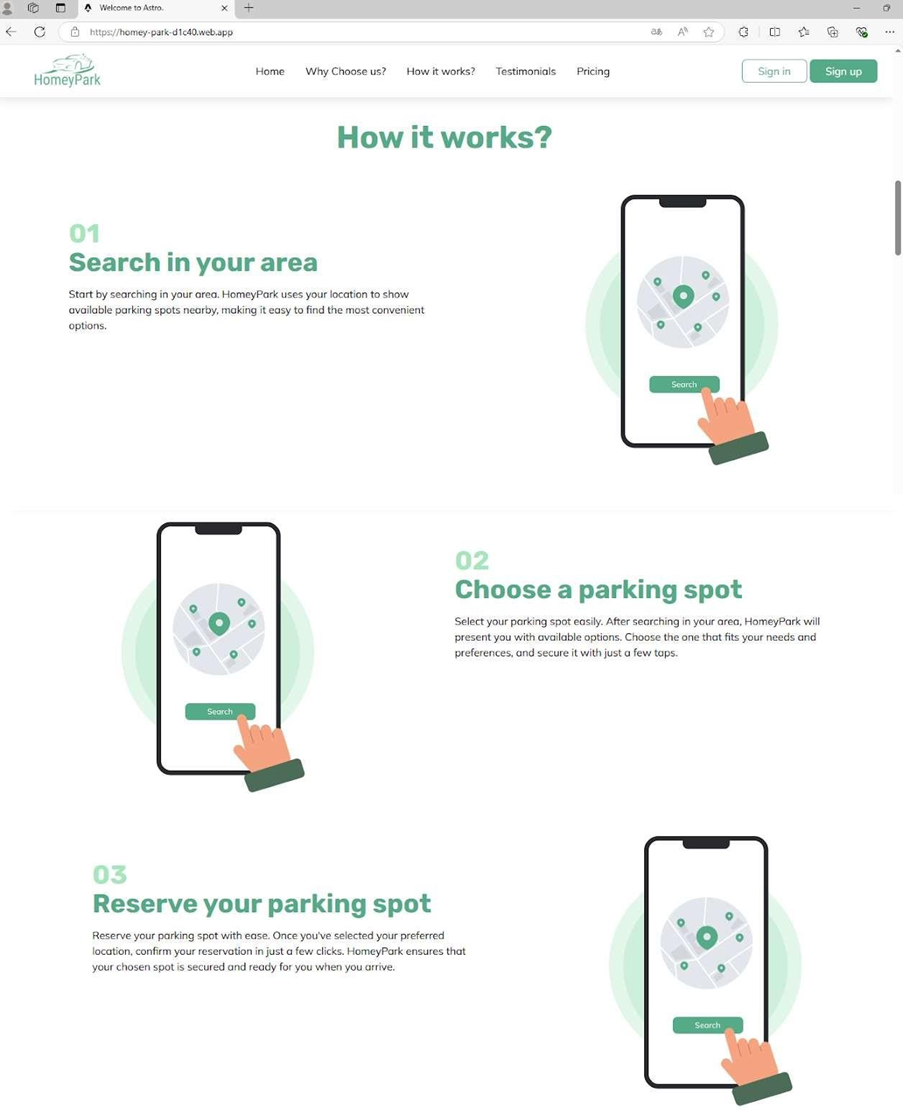 Welcome to Astro.
https://homey-park-d1c40.web.app
HomeyPark
Home Why Choose us? How it works? Testimonials Pricing Sign in Sign up
How it works?
01
Search in your area
Start by searching in your area. HomeyPark uses your location to show
available parking spots nearby, making it easy to find the most convenient
options.
Search
02
Choose a parking spot
Select your parking spot easily. After searching in your area, HomeyPark will
present you with available options. Choose the one that fits your needs and
preferences, and secure it with just a few taps.
Search
03
Reserve your parking spot
Reserve your parking spot with ease. Once you've selected your preferred
location, confirm your reservation in just a few clicks. HomeyPark ensures that
your chosen spot is secured and ready for you when you arrive.
Search